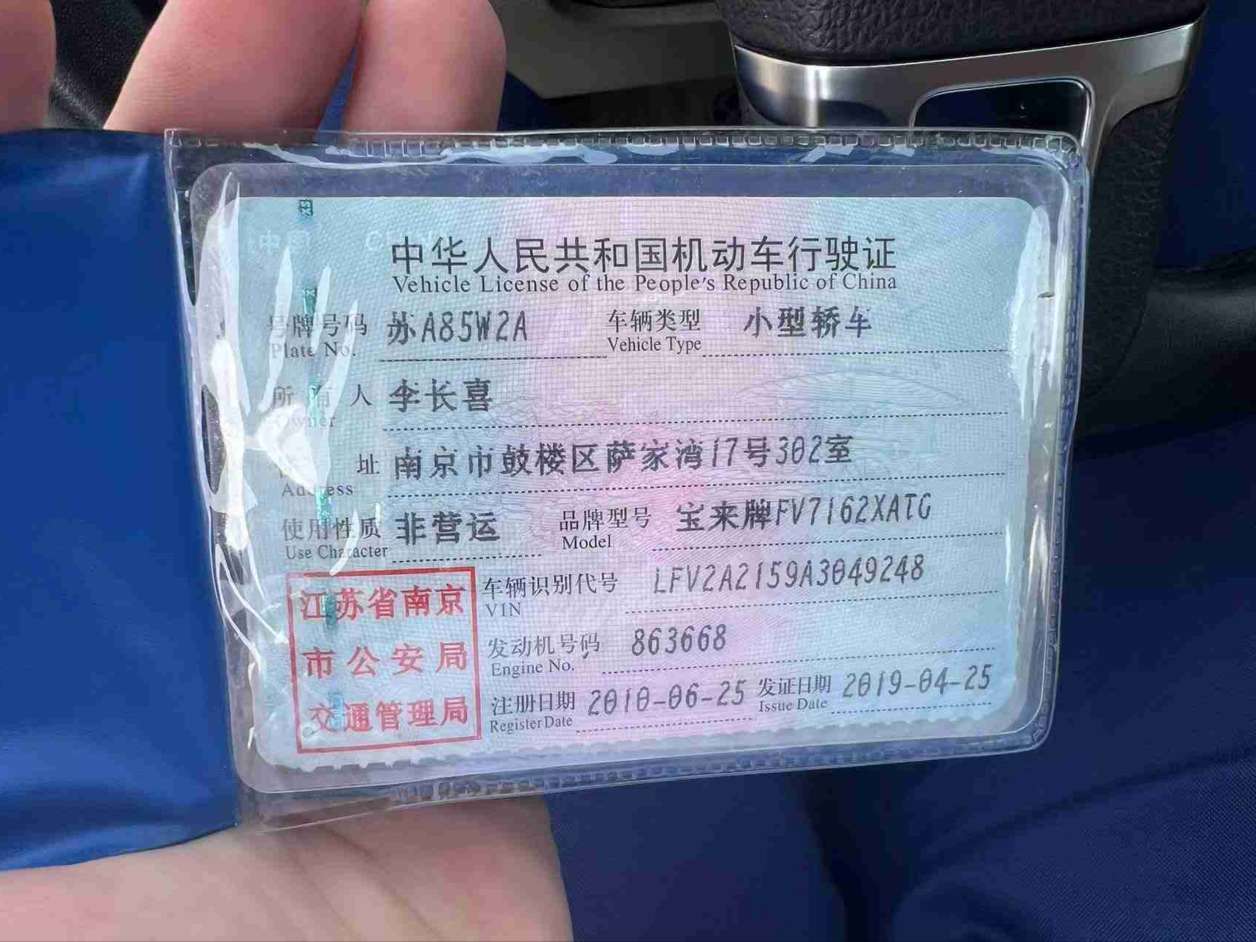 中华人民共和国机动车行驶证
Vehicle License of the People's Republic of China
号牌号码 苏A85W2A 车辆类型 小型轿车
Plate No. Vehicle Type
所有人 李长喜
Owner
址 南京市鼓楼区萨家湾17号302室
Address
使用性质 非营运 品牌型号 宝来牌FV7162XATG
Use Character Model
江苏省南京
市公安局
交通管理局
车辆识别代号 LFV2A2159A3049248
VIN
发动机号码 863668
Engine No.
注册日期 2010-06-25 发证日期 2019-04-25
Register Date Issue Date